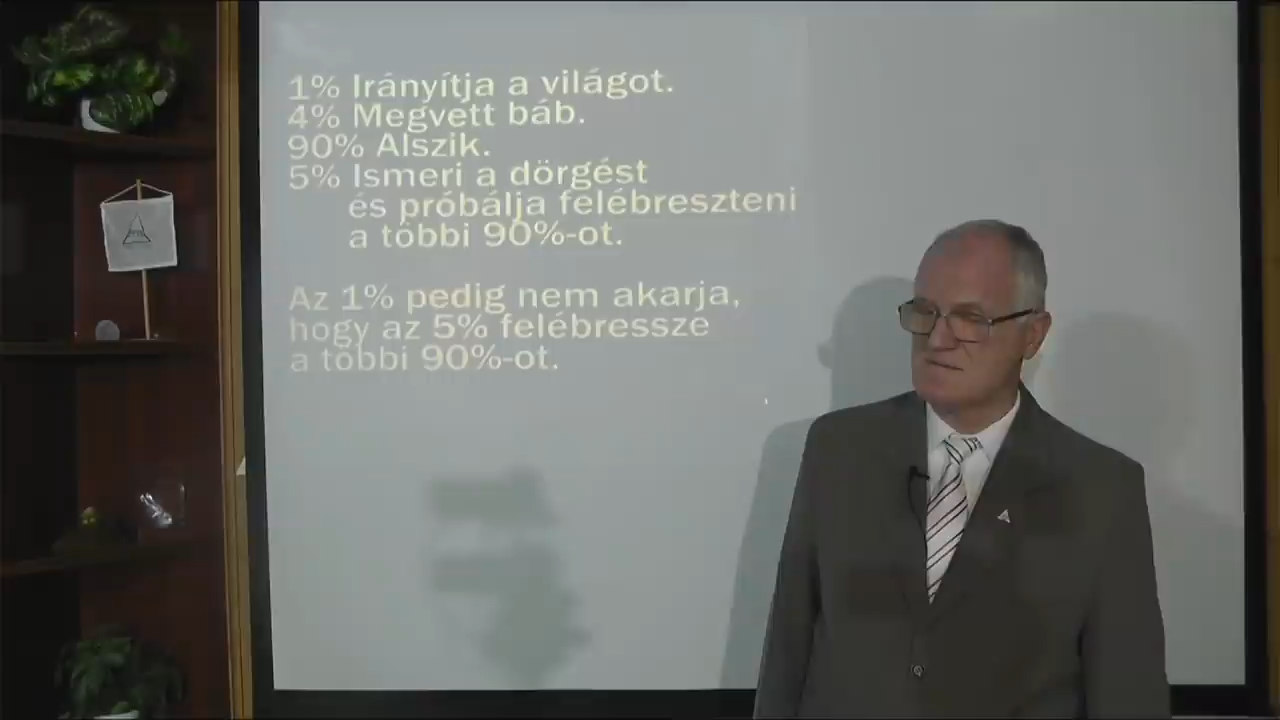 1% Irányítja a világot.
4% Megvett báb.
90% Alszik.
5% Ismeri a dörgést
és próbálja felébreszteni
a többi 90%-ot.
Az 1% pedig nem akarja,
hogy az 5% felébressze
a többi 90%-ot.